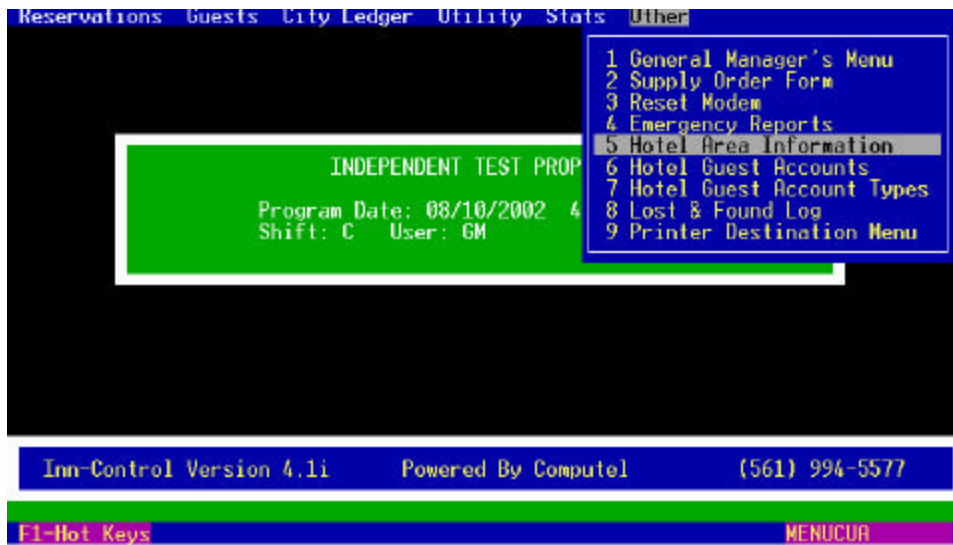 Reservations Guests City Ledger Utility Stats Other
1 General Manager's Menu
2 Supply Order Form
3 Reset Modem
4 Emergency Reports
5 Hotel Area Information
6 Hotel Guest Accounts
7 Hotel Guest Account Types
8 Lost & Found Log
9 Printer Destination Menu
INDEPENDENT TEST PROP
Program Date: 08/10/2002 4
Shift: C User: GM
Inn-Control Version 4.1i Powered By Computel (561) 994-5577
F1-Hot Keys MENUCUA